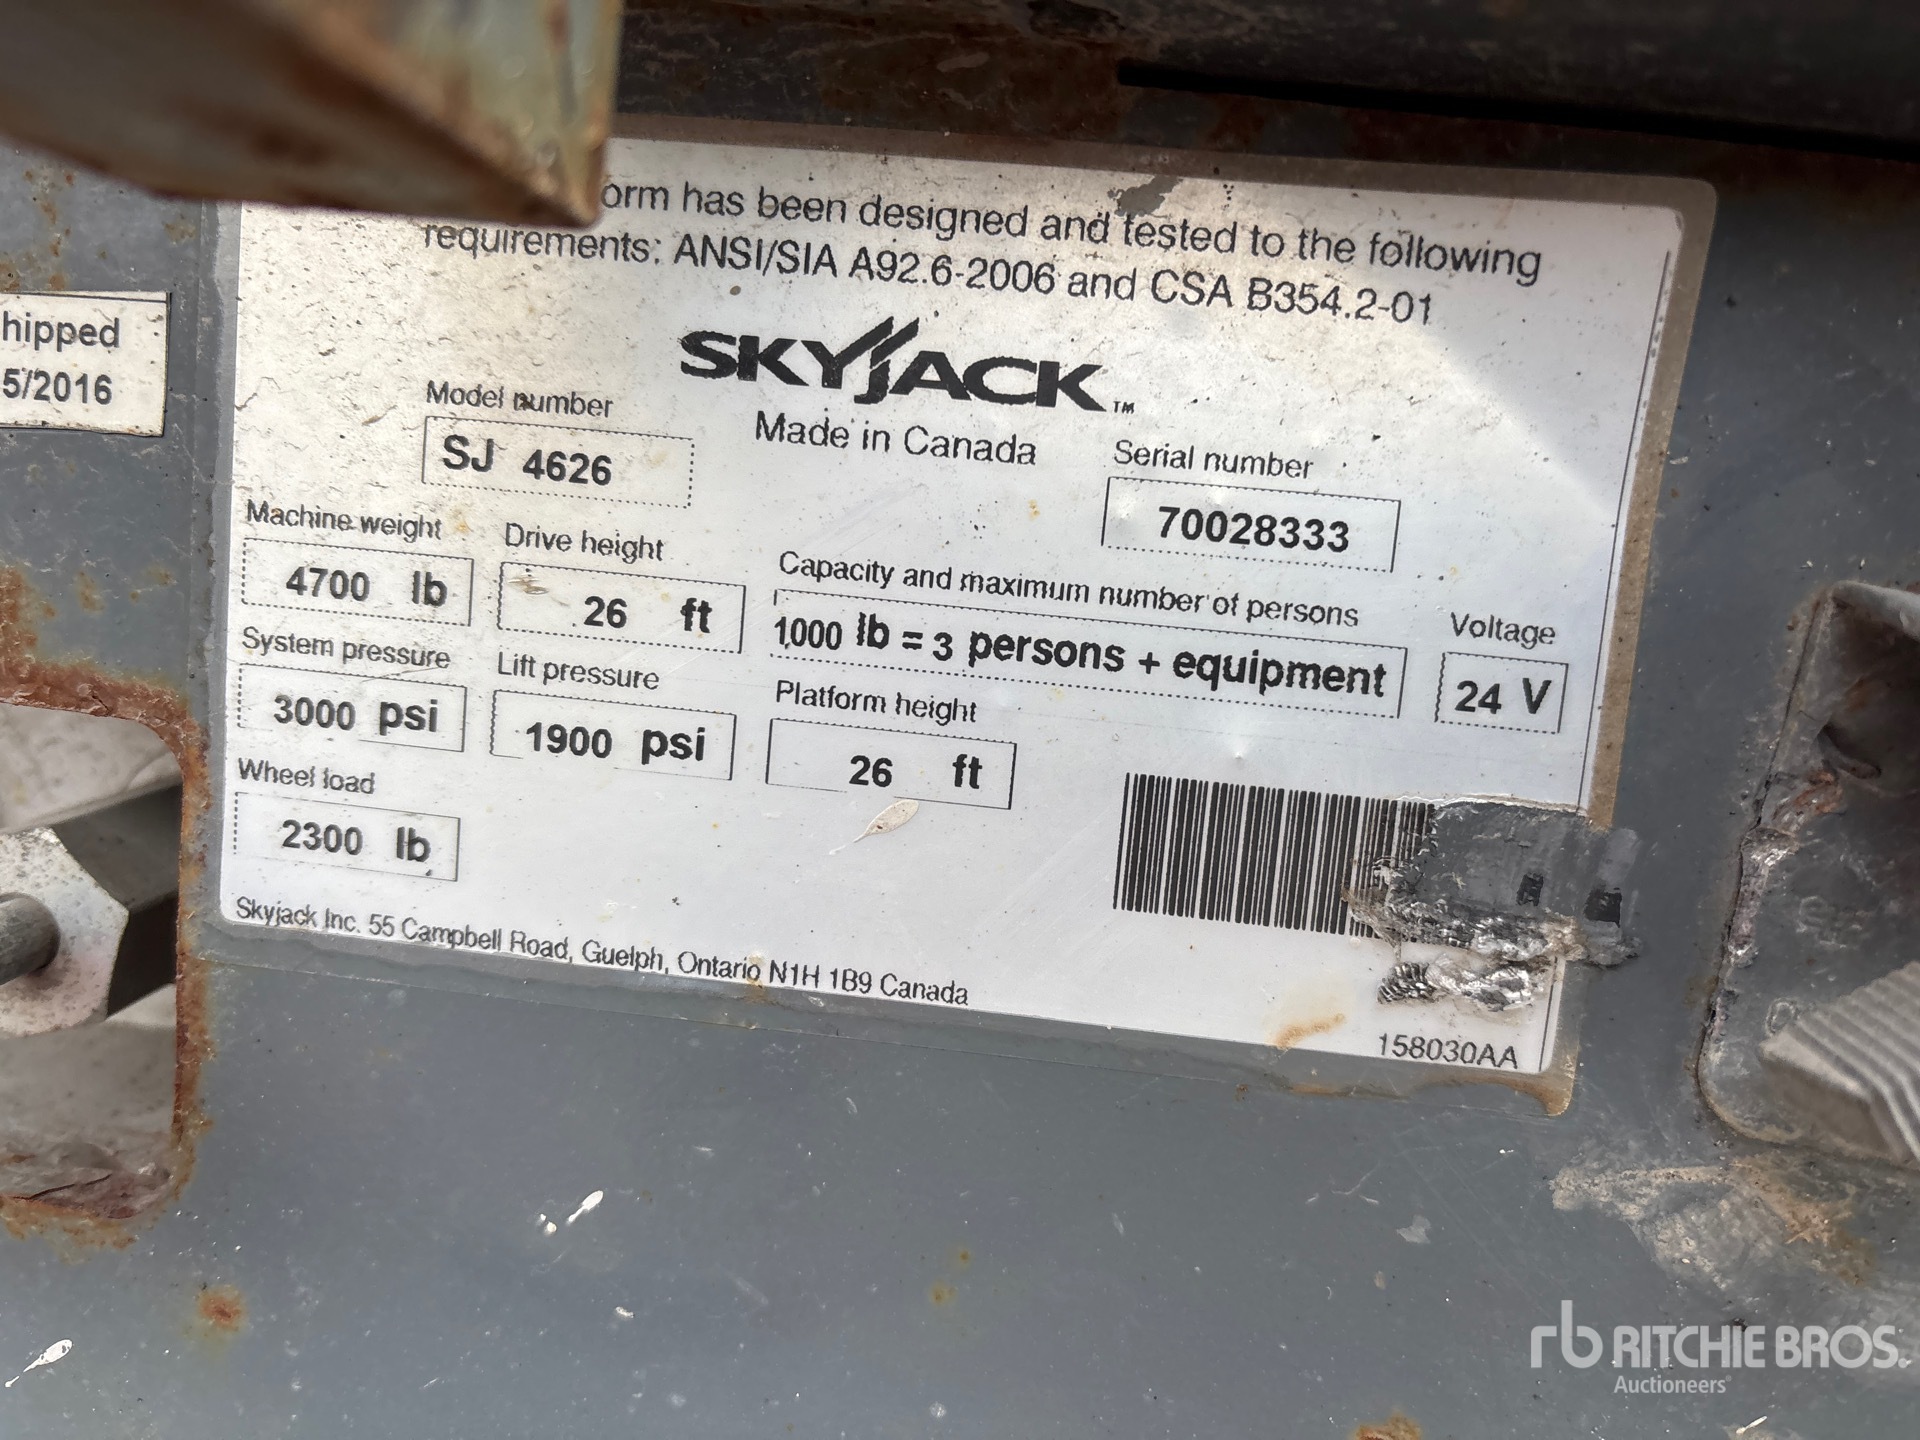 orm has been designed and tested to the following
requirements: ANSI/SIA A92.6-2006 and CSA B354.2-01
hipped
5/2016
SKYJACK™
Made in Canada
Model number
SJ 4626
Serial number
70028333
Machine weight
4700 lb
Drive height
26 ft
Capacity and maximum number of persons
1,000 lb = 3 persons + equipment
Voltage
24 V
System pressure
3000 psi
Lift pressure
1900 psi
Platform height
26 ft
Wheel load
2300 lb
Skyjack Inc. 55 Campbell Road, Guelph, Ontario N1H 1B9 Canada
158030AA
rb RITCHIE BROS.
Auctioneers